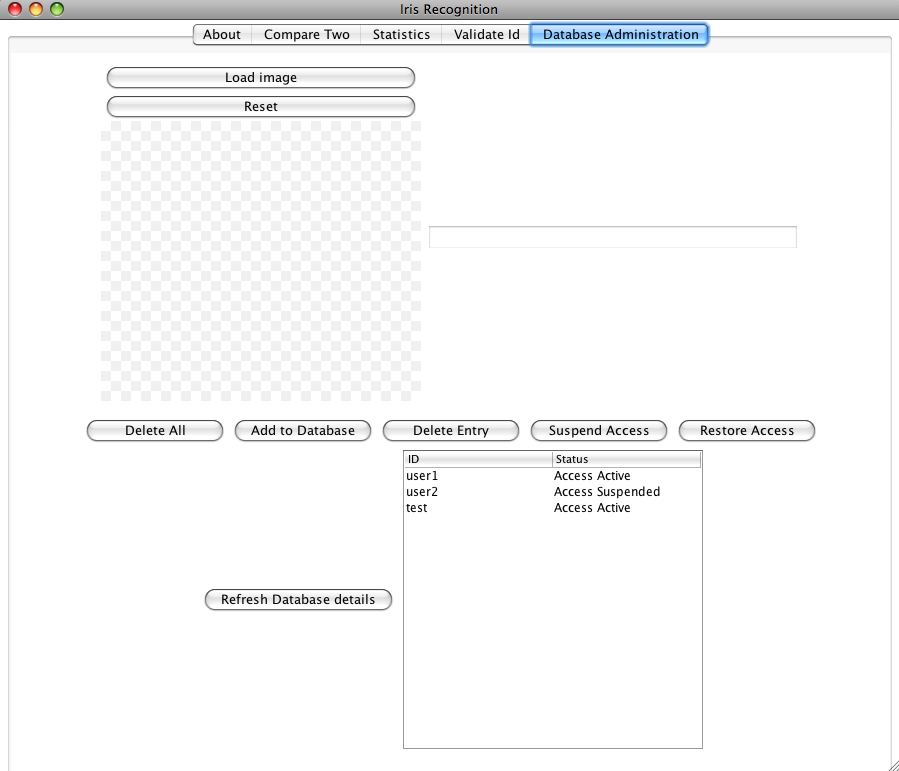 Iris Recognition
About Compare Two Statistics Validate Id Database Administration
Load image
Reset
Delete All Add to Database Delete Entry Suspend Access Restore Access
ID Status
user1 Access Active
user2 Access Suspended
test Access Active
Refresh Database details